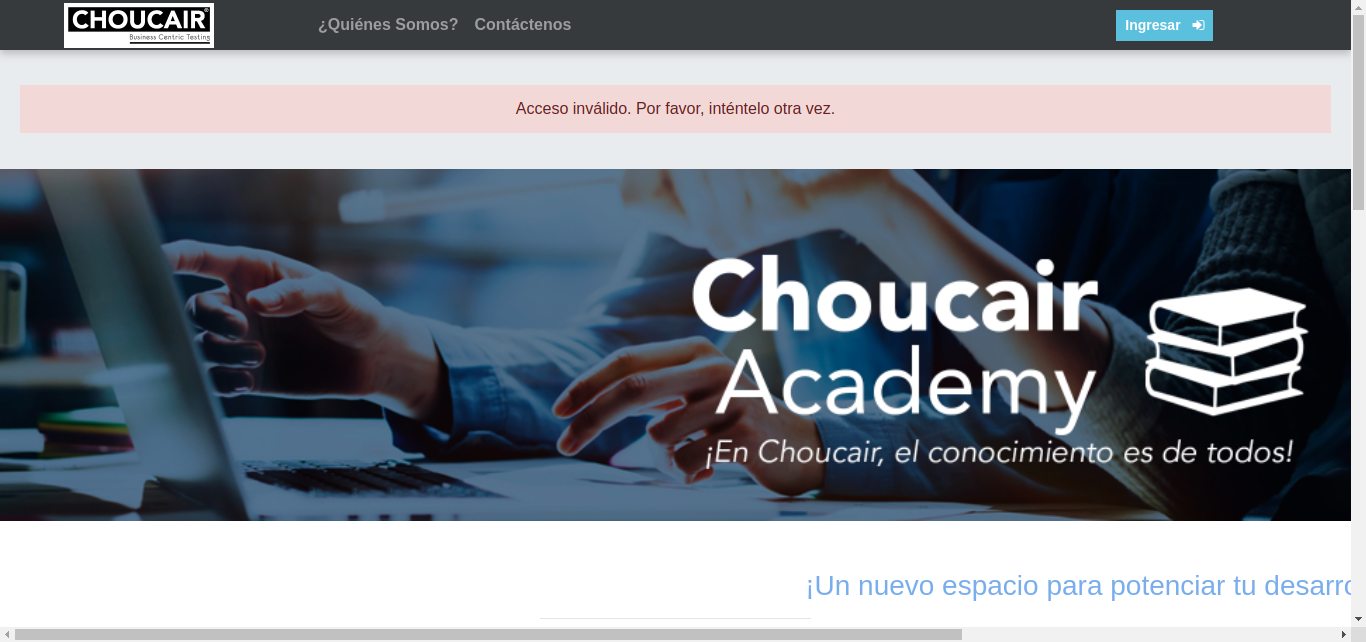 CHOUCAIR®
Business Centric Testing
¿Quiénes Somos?
Contáctenos
Ingresar
Acceso inválido. Por favor, inténtelo otra vez.
Choucair
Academy
¡En Choucair, el conocimiento es de todos!
¡Un nuevo espacio para potenciar tu desarro